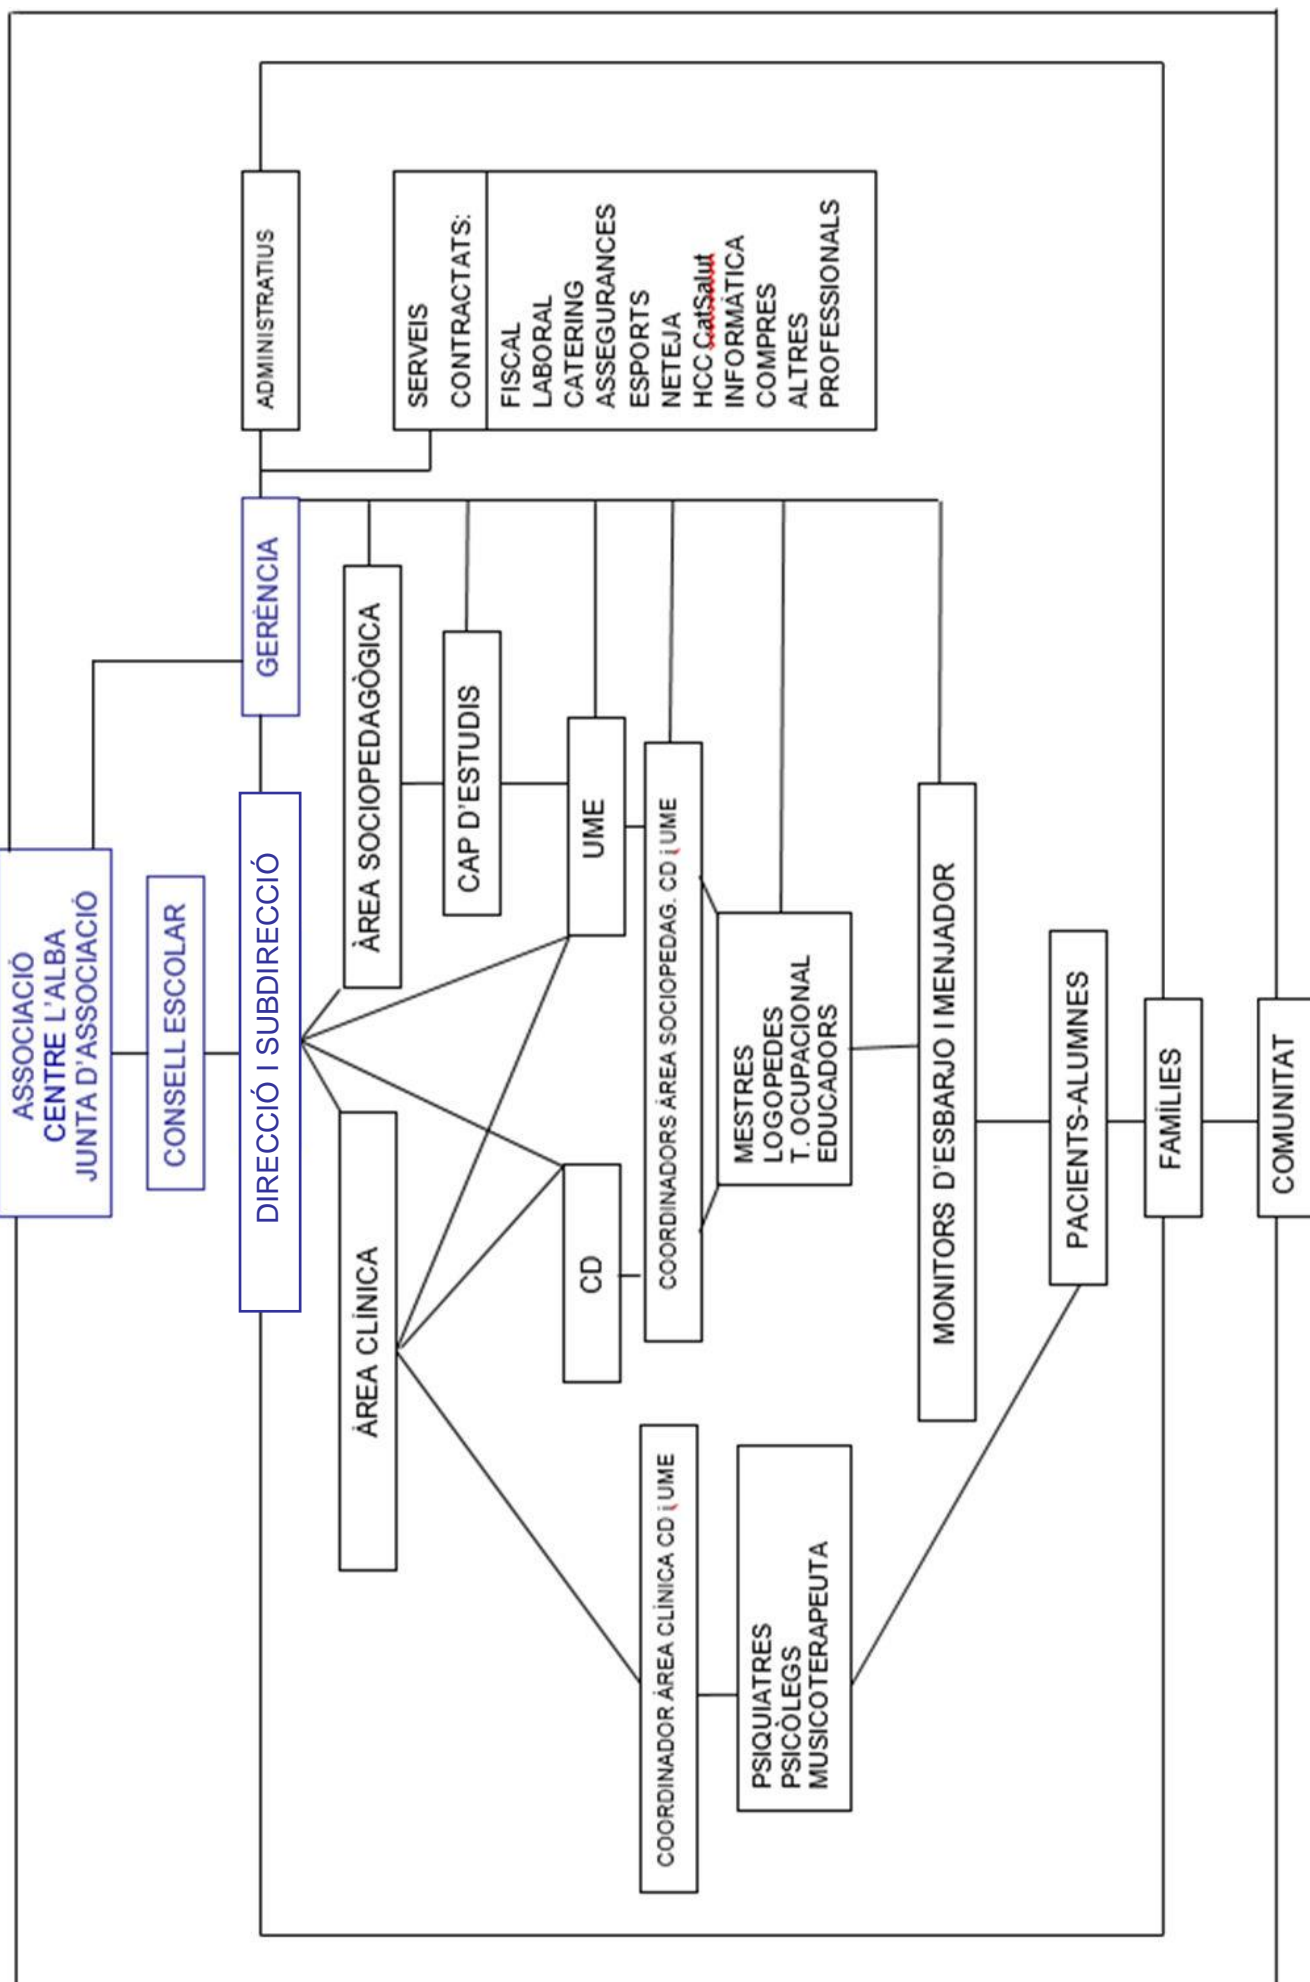 ASSOCIACIÓ
CENTRE L'ALBA
JUNTA D'ASSOCIACIÓ
CONSELL ESCOLAR
DIRECCIÓ I SUBDIRECCIÓ
GERÈNCIA
ADMINISTRATIUS
ÀREA CLÍNICA
ÀREA SOCIOPEDAGÒGICA
CAP D'ESTUDIS
SERVEIS
CONTRACTATS:
FISCAL
LABORAL
CATERING
ASSEGURANCES
ESPORTS
NETEJA
HCC CatSalut
INFORMÀTICA
COMPRES
ALTRES
PROFESSIONALS
CD
UME
COORDINADOR ÀREA CLÍNICA CD i UME
COORDINADORS ÀREA SOCIOPEDAG. CD i UME
PSIQUIATRES
PSICÒLEGS
MUSICOTERAPEUTA
MESTRES
LOGOPEDES
T. OCUPACIONAL
EDUCADORS
MONITORS D'ESBARJO I MENJADOR
PACIENTS-ALUMNES
FAMÍLIES
COMUNITAT